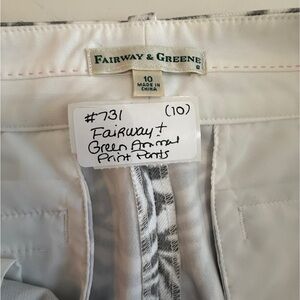 FAIRWAY & GREENE
10
MADE IN
CHINA
#731 (10)
Fairway +
Green Animal
Print Pants